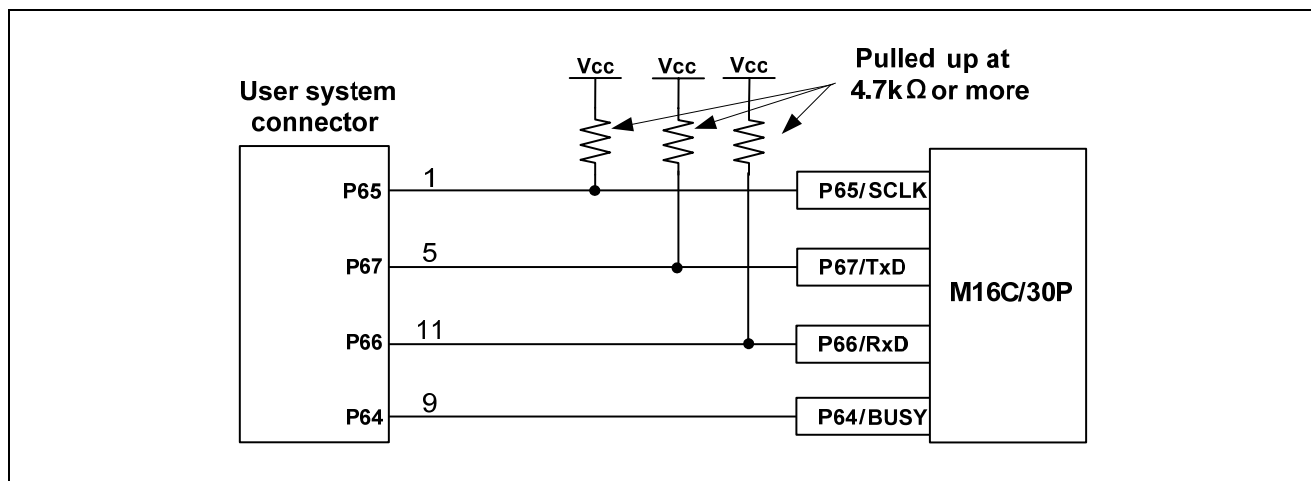 Vcc Vcc Vcc
Pulled up at
4.7kΩ or more
User system
connector
P65 1 P65/SCLK
P67 5 P67/TxD
M16C/30P
P66 11 P66/RxD
P64 9 P64/BUSY